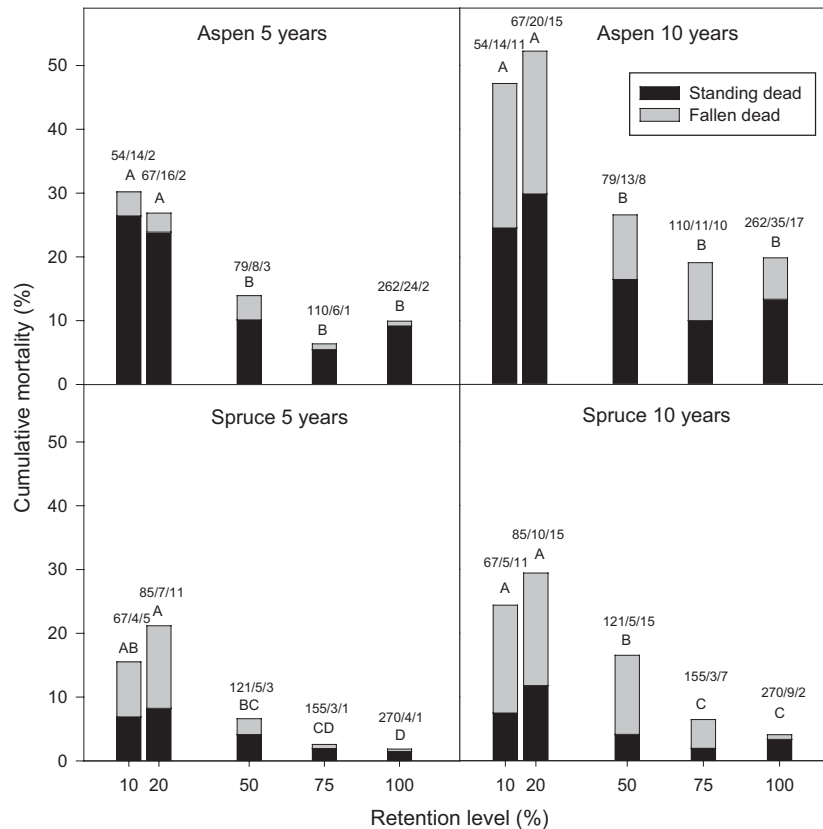 Aspen 5 years
Aspen 10 years
Standing dead
Fallen dead
54/14/2
A
67/16/2
A
79/8/3
B
110/6/1
B
262/24/2
B
54/14/11
A
67/20/15
A
79/13/8
B
110/11/10
B
262/35/17
B
50
40
30
20
10
0
Cumulative mortality (%)
Spruce 5 years
Spruce 10 years
67/4/5
AB
85/7/11
A
121/5/3
BC
155/3/1
CD
270/4/1
D
67/5/11
A
85/10/15
A
121/5/15
B
155/3/7
C
270/9/2
C
50
40
30
20
10
0
10 20 50 75 100
10 20 50 75 100
Retention level (%)